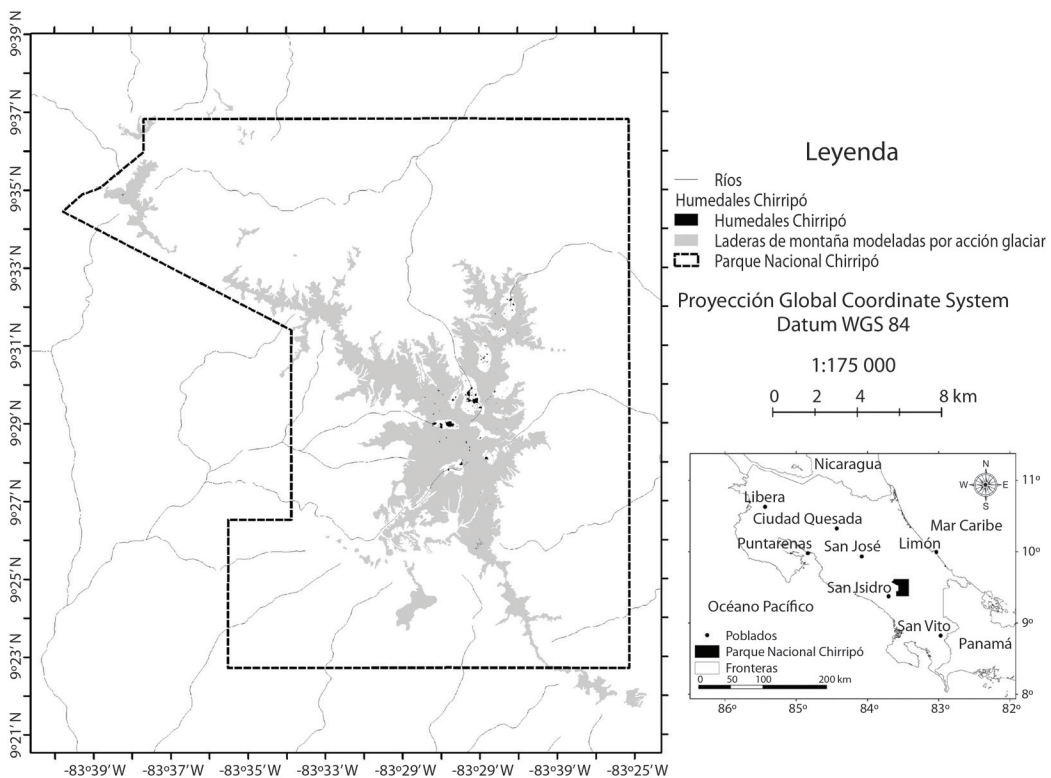 9°39'N
9°37'N
9°35'N
9°33'N
9°31'N
9°29'N
9°27'N
9°25'N
9°23'N
9°21'N
-83°39'W -83°37'W -83°35'W -83°33'W -83°29'W -83°29'W -83°39'W -83°25'W
Leyenda
Ríos
Humedales Chirripó
Humedales Chirripó
Laderas de montaña modeladas por acción glaciar
Parque Nacional Chirripó
Proyección Global Coordinate System
Datum WGS 84
1:175 000
0 2 4 8 km
Nicaragua
N
W E
S
11°
Libera
Ciudad Quesada
Mar Caribe
Puntarenas
San José
Limón
10°
San Isidro
Océano Pacífico
San Vito
9°
Panamá
Poblados
Parque Nacional Chirripó
Fronteras
0 50 100 200 km
8°
86° 85° 84° 83° 82°